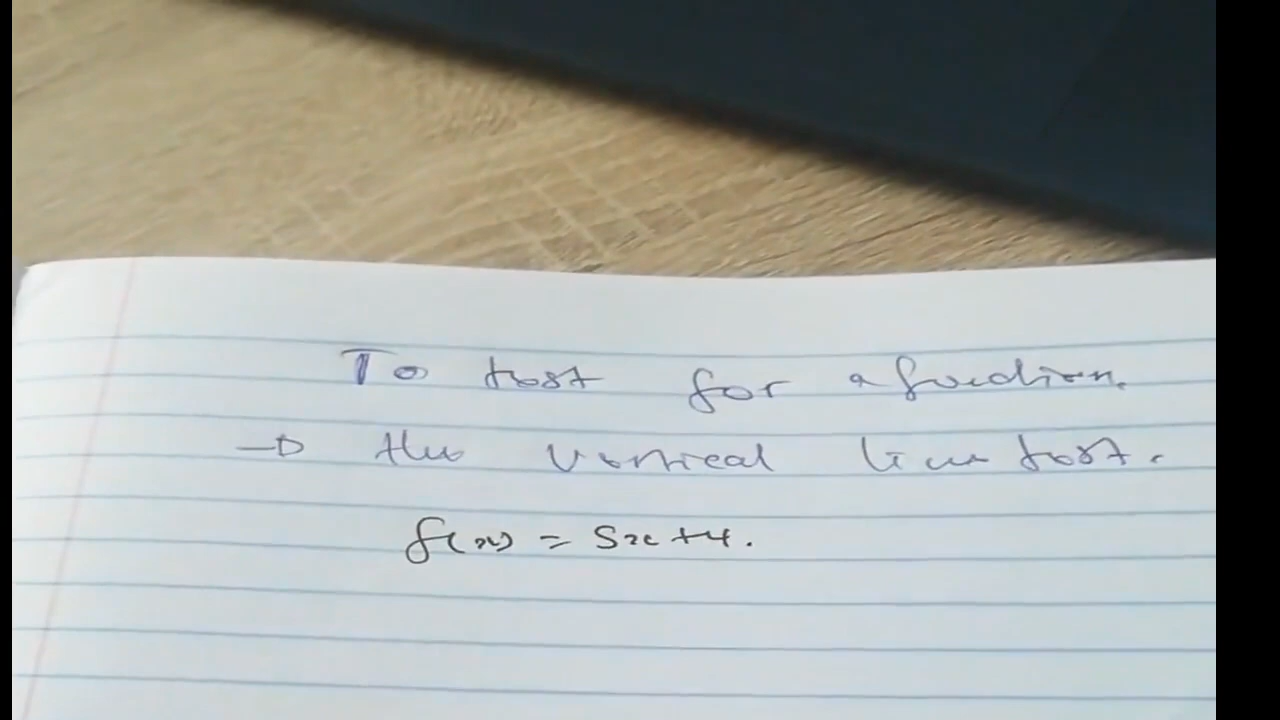 To test for a function.
→ the vertical line test.
f(x) = 5x + 4.